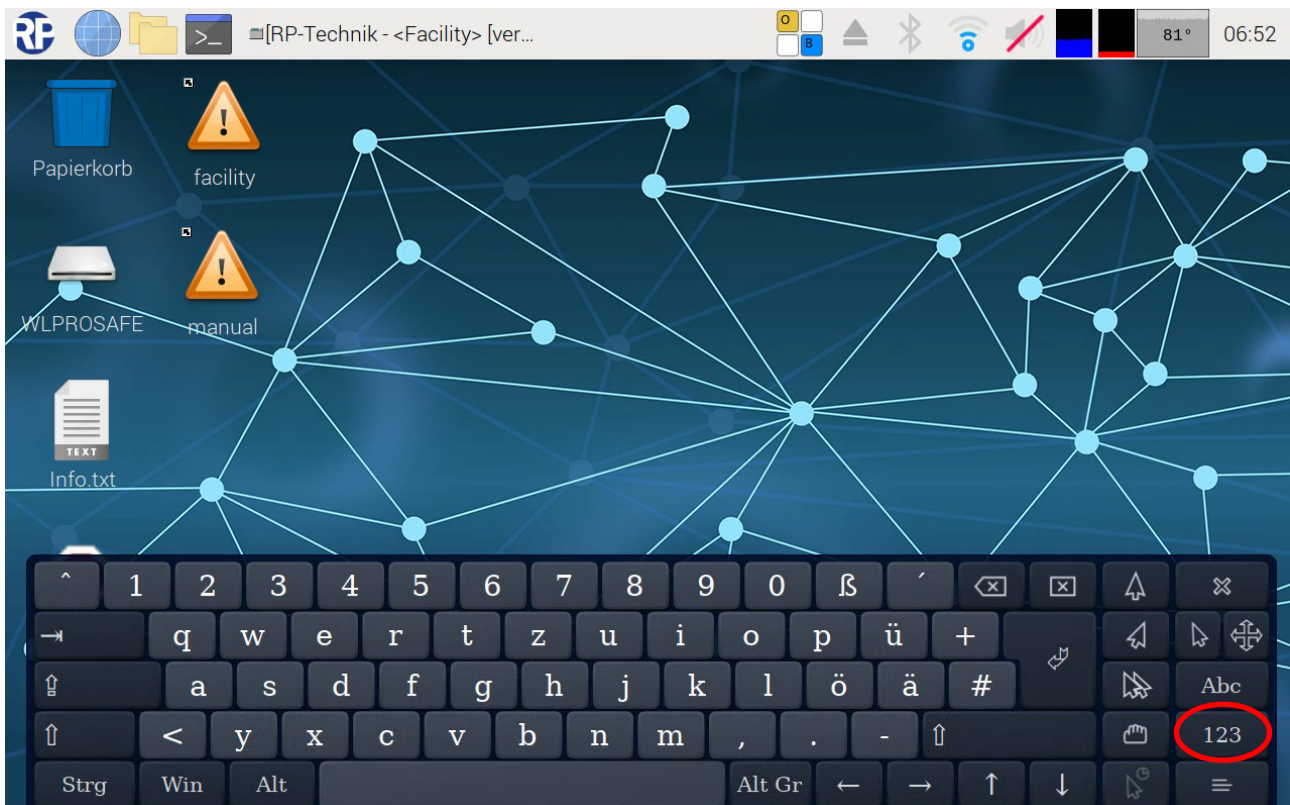 RP >_ [RP-Technik - <Facility> [ver... O B 81° 06:52
Papierkorb
facility
WLPROSAFE
manual
TEXT
Info.txt
^ 1 2 3 4 5 6 7 8 9 0 ß ´
q w e r t z u i o p ü +
a s d f g h j k l ö ä # Abc
< y x c v b n m , . - 123
Strg Win Alt Alt Gr ← → ↑ ↓